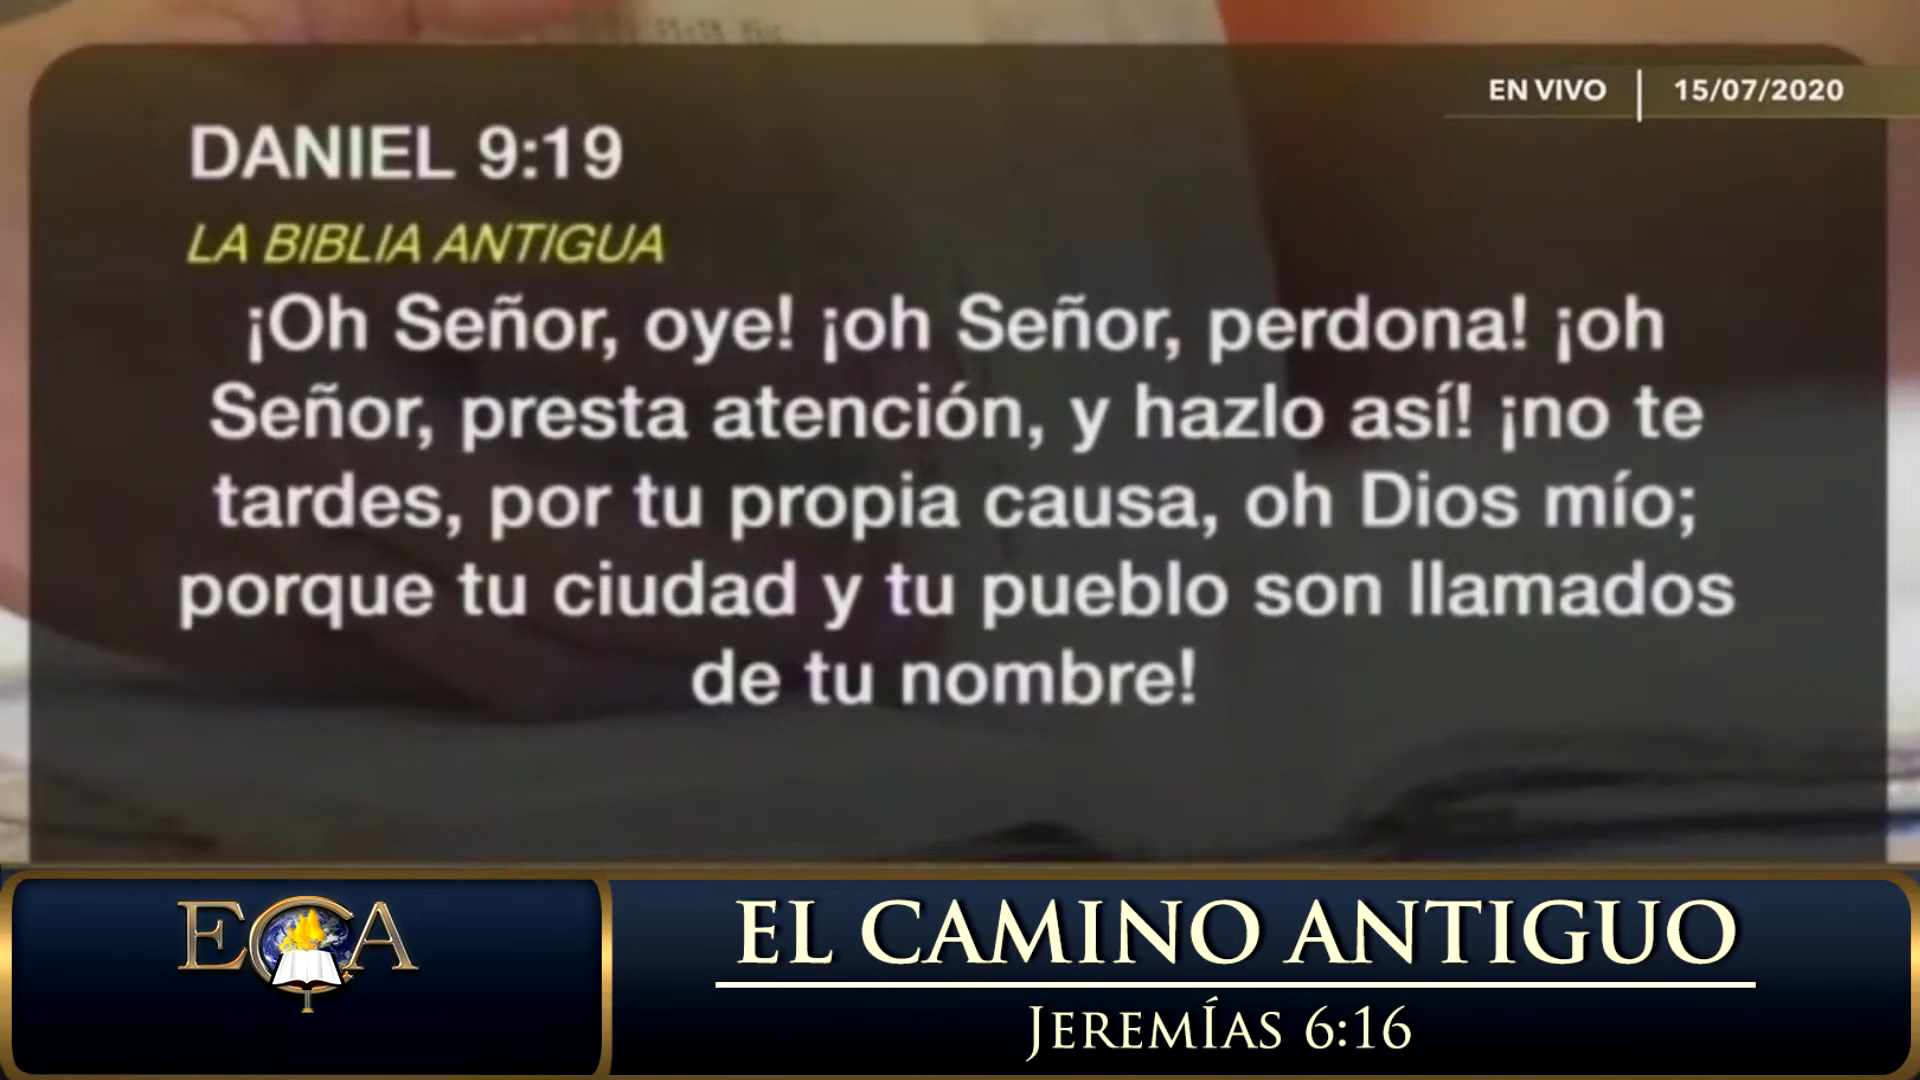 EN VIVO | 15/07/2020
DANIEL 9:19
LA BIBLIA ANTIGUA
¡Oh Señor, oye! ¡oh Señor, perdona! ¡oh
Señor, presta atención, y hazlo así! ¡no te
tardes, por tu propia causa, oh Dios mío;
porque tu ciudad y tu pueblo son llamados
de tu nombre!
ECA
EL CAMINO ANTIGUO
JEREMÍAS 6:16